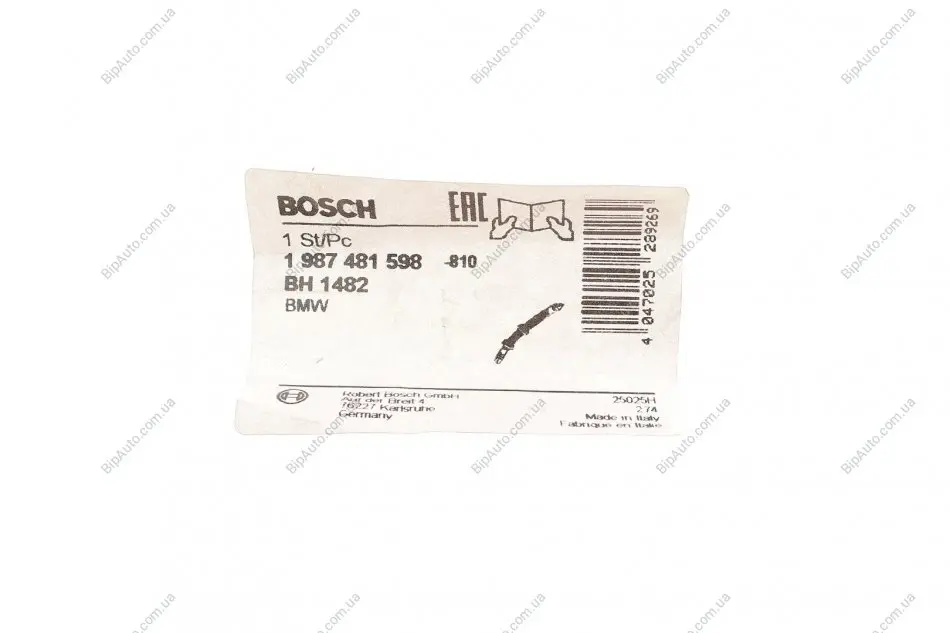 BOSCH
EAC
1 St/Pc
1 987 481 598 -810
BH 1482
BMW
4 047025 289269
Robert Bosch GmbH
Auf der Breit 4
76227 Karlsruhe
Germany
25025H
274
Made in Italy
Fabriqué en Italie
BipAuto.com.ua